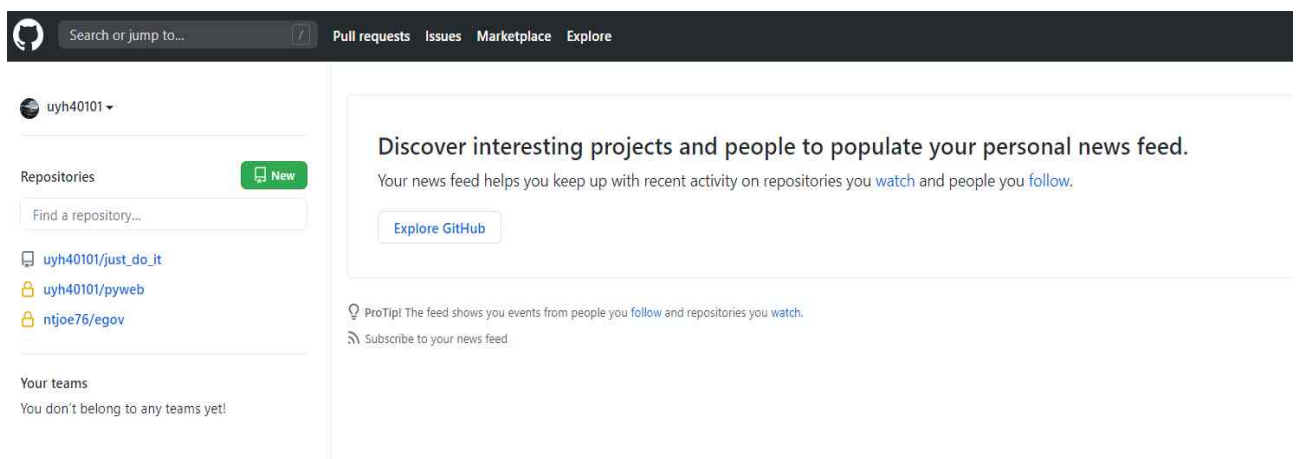 Search or jump to... /
Pull requests Issues Marketplace Explore
uyh40101
Repositories
New
Find a repository...
uyh40101/just_do_it
uyh40101/pyweb
ntjoe76/egov
Your teams
You don't belong to any teams yet!
Discover interesting projects and people to populate your personal news feed.
Your news feed helps you keep up with recent activity on repositories you watch and people you follow.
Explore GitHub
ProTip! The feed shows you events from people you follow and repositories you watch.
Subscribe to your news feed